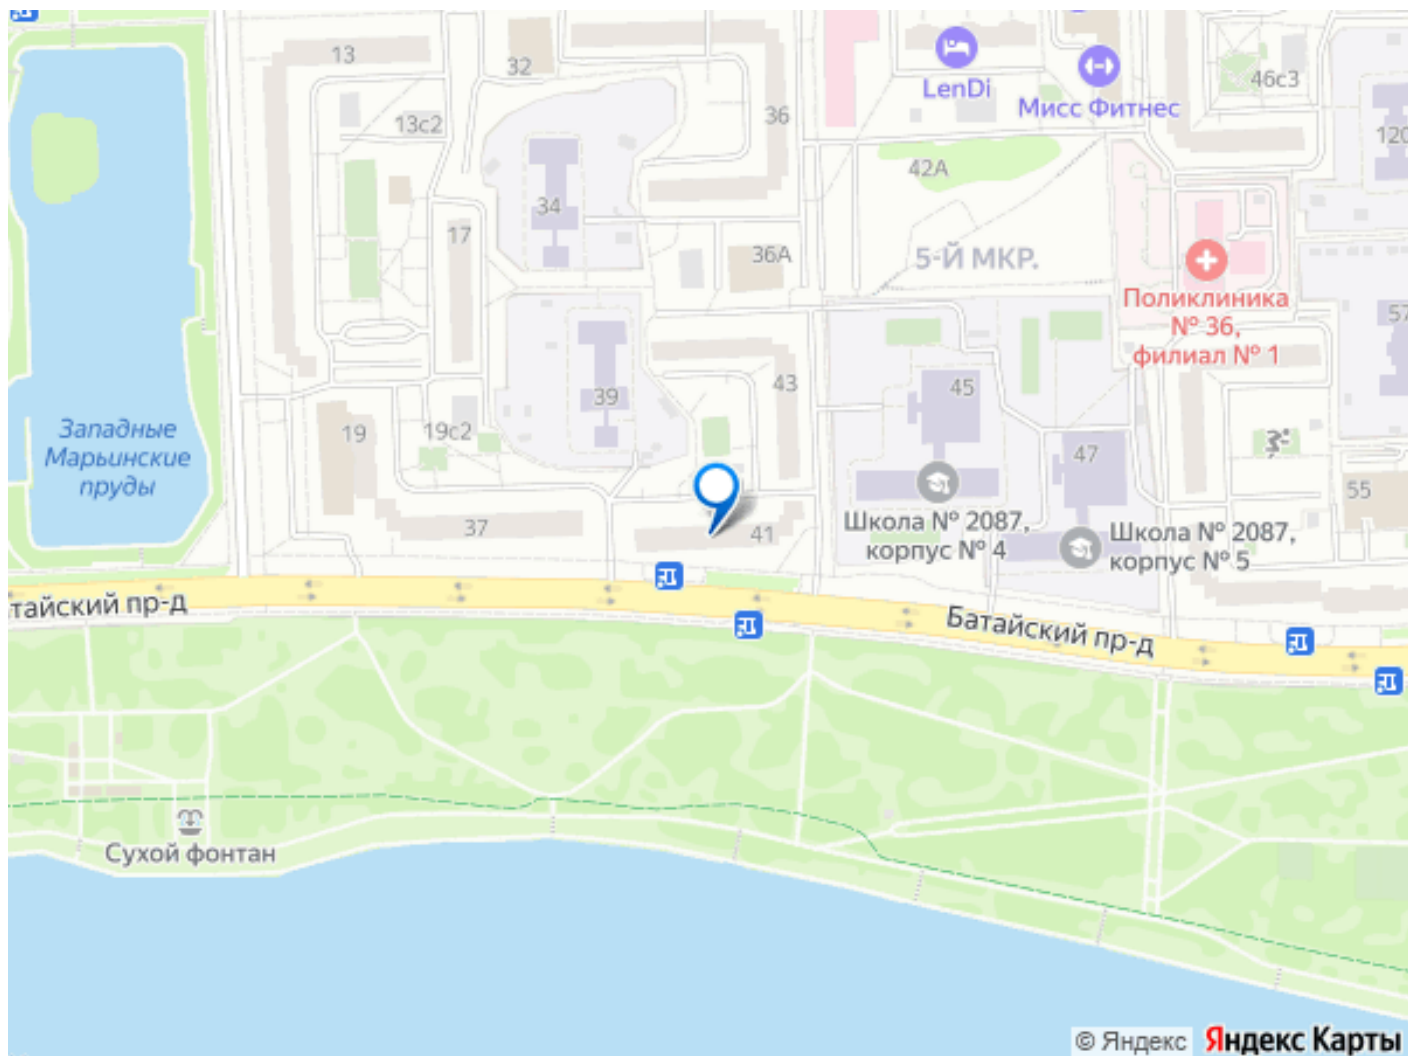 13
32
13с2
36
LenDi
Мисс Фитнес
46с3
120
42А
34
17
36А
5-Й МКР.
Поликлиника
№ 36,
филиал № 1
57
Западные
Марьинские
пруды
39
43
45
19
19с2
47
55
37
41
Школа № 2087,
корпус № 4
Школа № 2087,
корпус № 5
тайский пр-д
Батайский пр-д
Сухой фонтан
© Яндекс Яндекс Карты